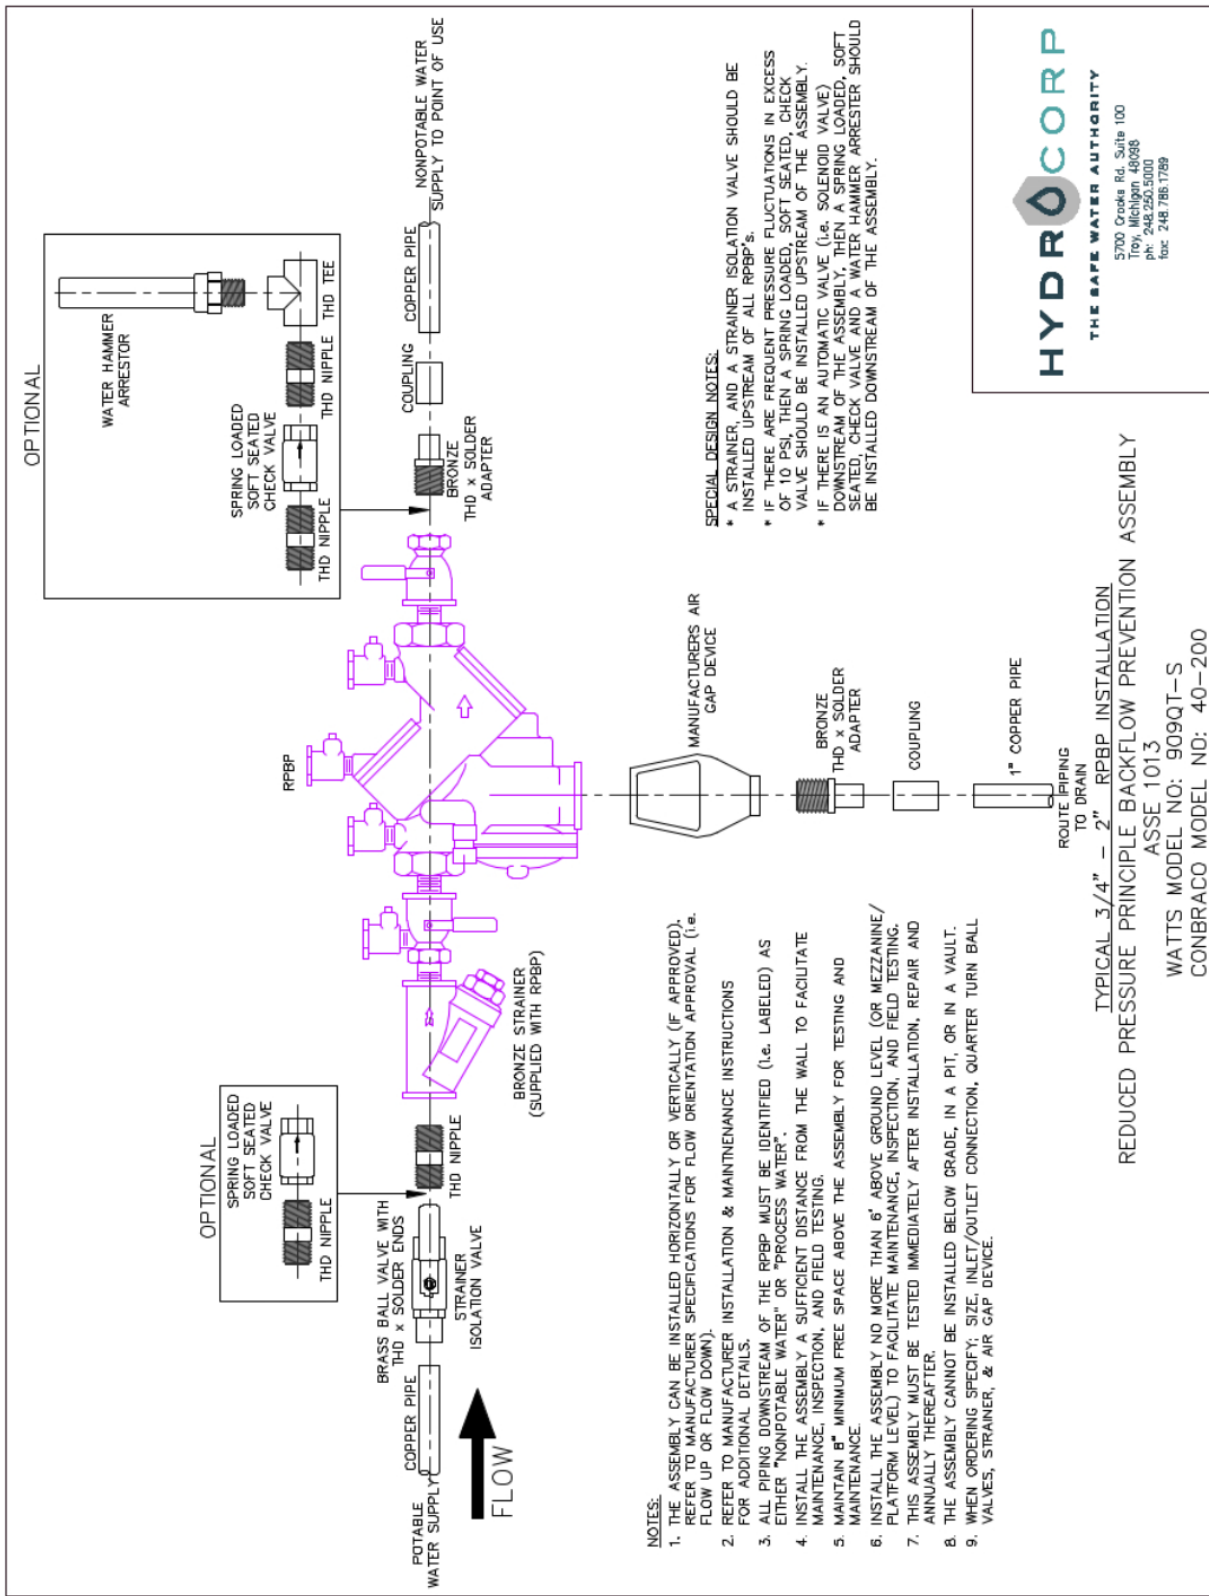 OPTIONAL
SPRING LOADED
SOFT SEATED
CHECK VALVE
THD NIPPLE
OPTIONAL
WATER HAMMER
ARRESTOR
SPRING LOADED
SOFT SEATED
CHECK VALVE
THD NIPPLE
THD NIPPLE
THD TEE
POTABLE
WATER SUPPLY
FLOW
COPPER PIPE
BRASS BALL VALVE WITH
THD x SOLDER ENDS
STRAINER
ISOLATION VALVE
THD NIPPLE
BRONZE STRAINER
(SUPPLIED WITH RPBP)
RPBP
BRONZE
THD x SOLDER
ADAPTER
COUPLING
COPPER PIPE
NONPOTABLE WATER
SUPPLY TO POINT OF USE
MANUFACTURERS AIR
GAP DEVICE
BRONZE
THD x SOLDER
ADAPTER
COUPLING
1" COPPER PIPE
ROUTE PIPING
TO DRAIN
NOTES:
1. THE ASSEMBLY CAN BE INSTALLED HORIZONTALLY OR VERTICALLY (IF APPROVED).
REFER TO MANUFACTURER SPECIFICATIONS FOR FLOW ORIENTATION APPROVAL (i.e.
FLOW UP OR FLOW DOWN).
2. REFER TO MANUFACTURER INSTALLATION & MAINTNENANCE INSTRUCTIONS
FOR ADDITIONAL DETAILS.
3. ALL PIPING DOWNSTREAM OF THE RPBP MUST BE IDENTIFIED (i.e. LABELED) AS
EITHER "NONPOTABLE WATER" OR "PROCESS WATER".
4. INSTALL THE ASSEMBLY A SUFFICIENT DISTANCE FROM THE WALL TO FACILITATE
MAINTENANCE, INSPECTION, AND FIELD TESTING.
5. MAINTAIN 8" MINIMUM FREE SPACE ABOVE THE ASSEMBLY FOR TESTING AND
MAINTENANCE.
6. INSTALL THE ASSEMBLY NO MORE THAN 6' ABOVE GROUND LEVEL (OR MEZZANINE/
PLATFORM LEVEL) TO FACILITATE MAINTENANCE, INSPECTION, AND FIELD TESTING.
7. THIS ASSEMBLY MUST BE TESTED IMMEDIATELY AFTER INSTALLATION, REPAIR AND
ANNUALLY THEREAFTER.
8. THE ASSEMBLY CANNOT BE INSTALLED BELOW GRADE, IN A PIT, OR IN A VAULT.
9. WHEN ORDERING SPECIFY; SIZE, INLET/OUTLET CONNECTION, QUARTER TURN BALL
VALVES, STRAINER, & AIR GAP DEVICE.
SPECIAL DESIGN NOTES:
* A STRAINER, AND A STRAINER ISOLATION VALVE SHOULD BE
INSTALLED UPSTREAM OF ALL RPBP's.
* IF THERE ARE FREQUENT PRESSURE FLUCTUATIONS IN EXCESS
OF 10 PSI, THEN A SPRING LOADED, SOFT SEATED, CHECK
VALVE SHOULD BE INSTALLED UPSTREAM OF THE ASSEMBLY.
* IF THERE IS AN AUTOMATIC VALVE (i.e. SOLENOID VALVE)
DOWNSTREAM OF THE ASSEMBLY, THEN A SPRING LOADED, SOFT
SEATED, CHECK VALVE AND A WATER HAMMER ARRESTER SHOULD
BE INSTALLED DOWNSTREAM OF THE ASSEMBLY.
TYPICAL 3/4" - 2" RPBP INSTALLATION
REDUCED PRESSURE PRINCIPLE BACKFLOW PREVENTION ASSEMBLY
ASSE 1013
WATTS MODEL NO: 909QT-S
CONBRACO MODEL NO: 40-200
HYDROCORP
THE SAFE WATER AUTHORITY
5700 Crooks Rd. Suite 100
Troy, Michigan 48098
ph: 248.250.5000
fax: 248.786.1789